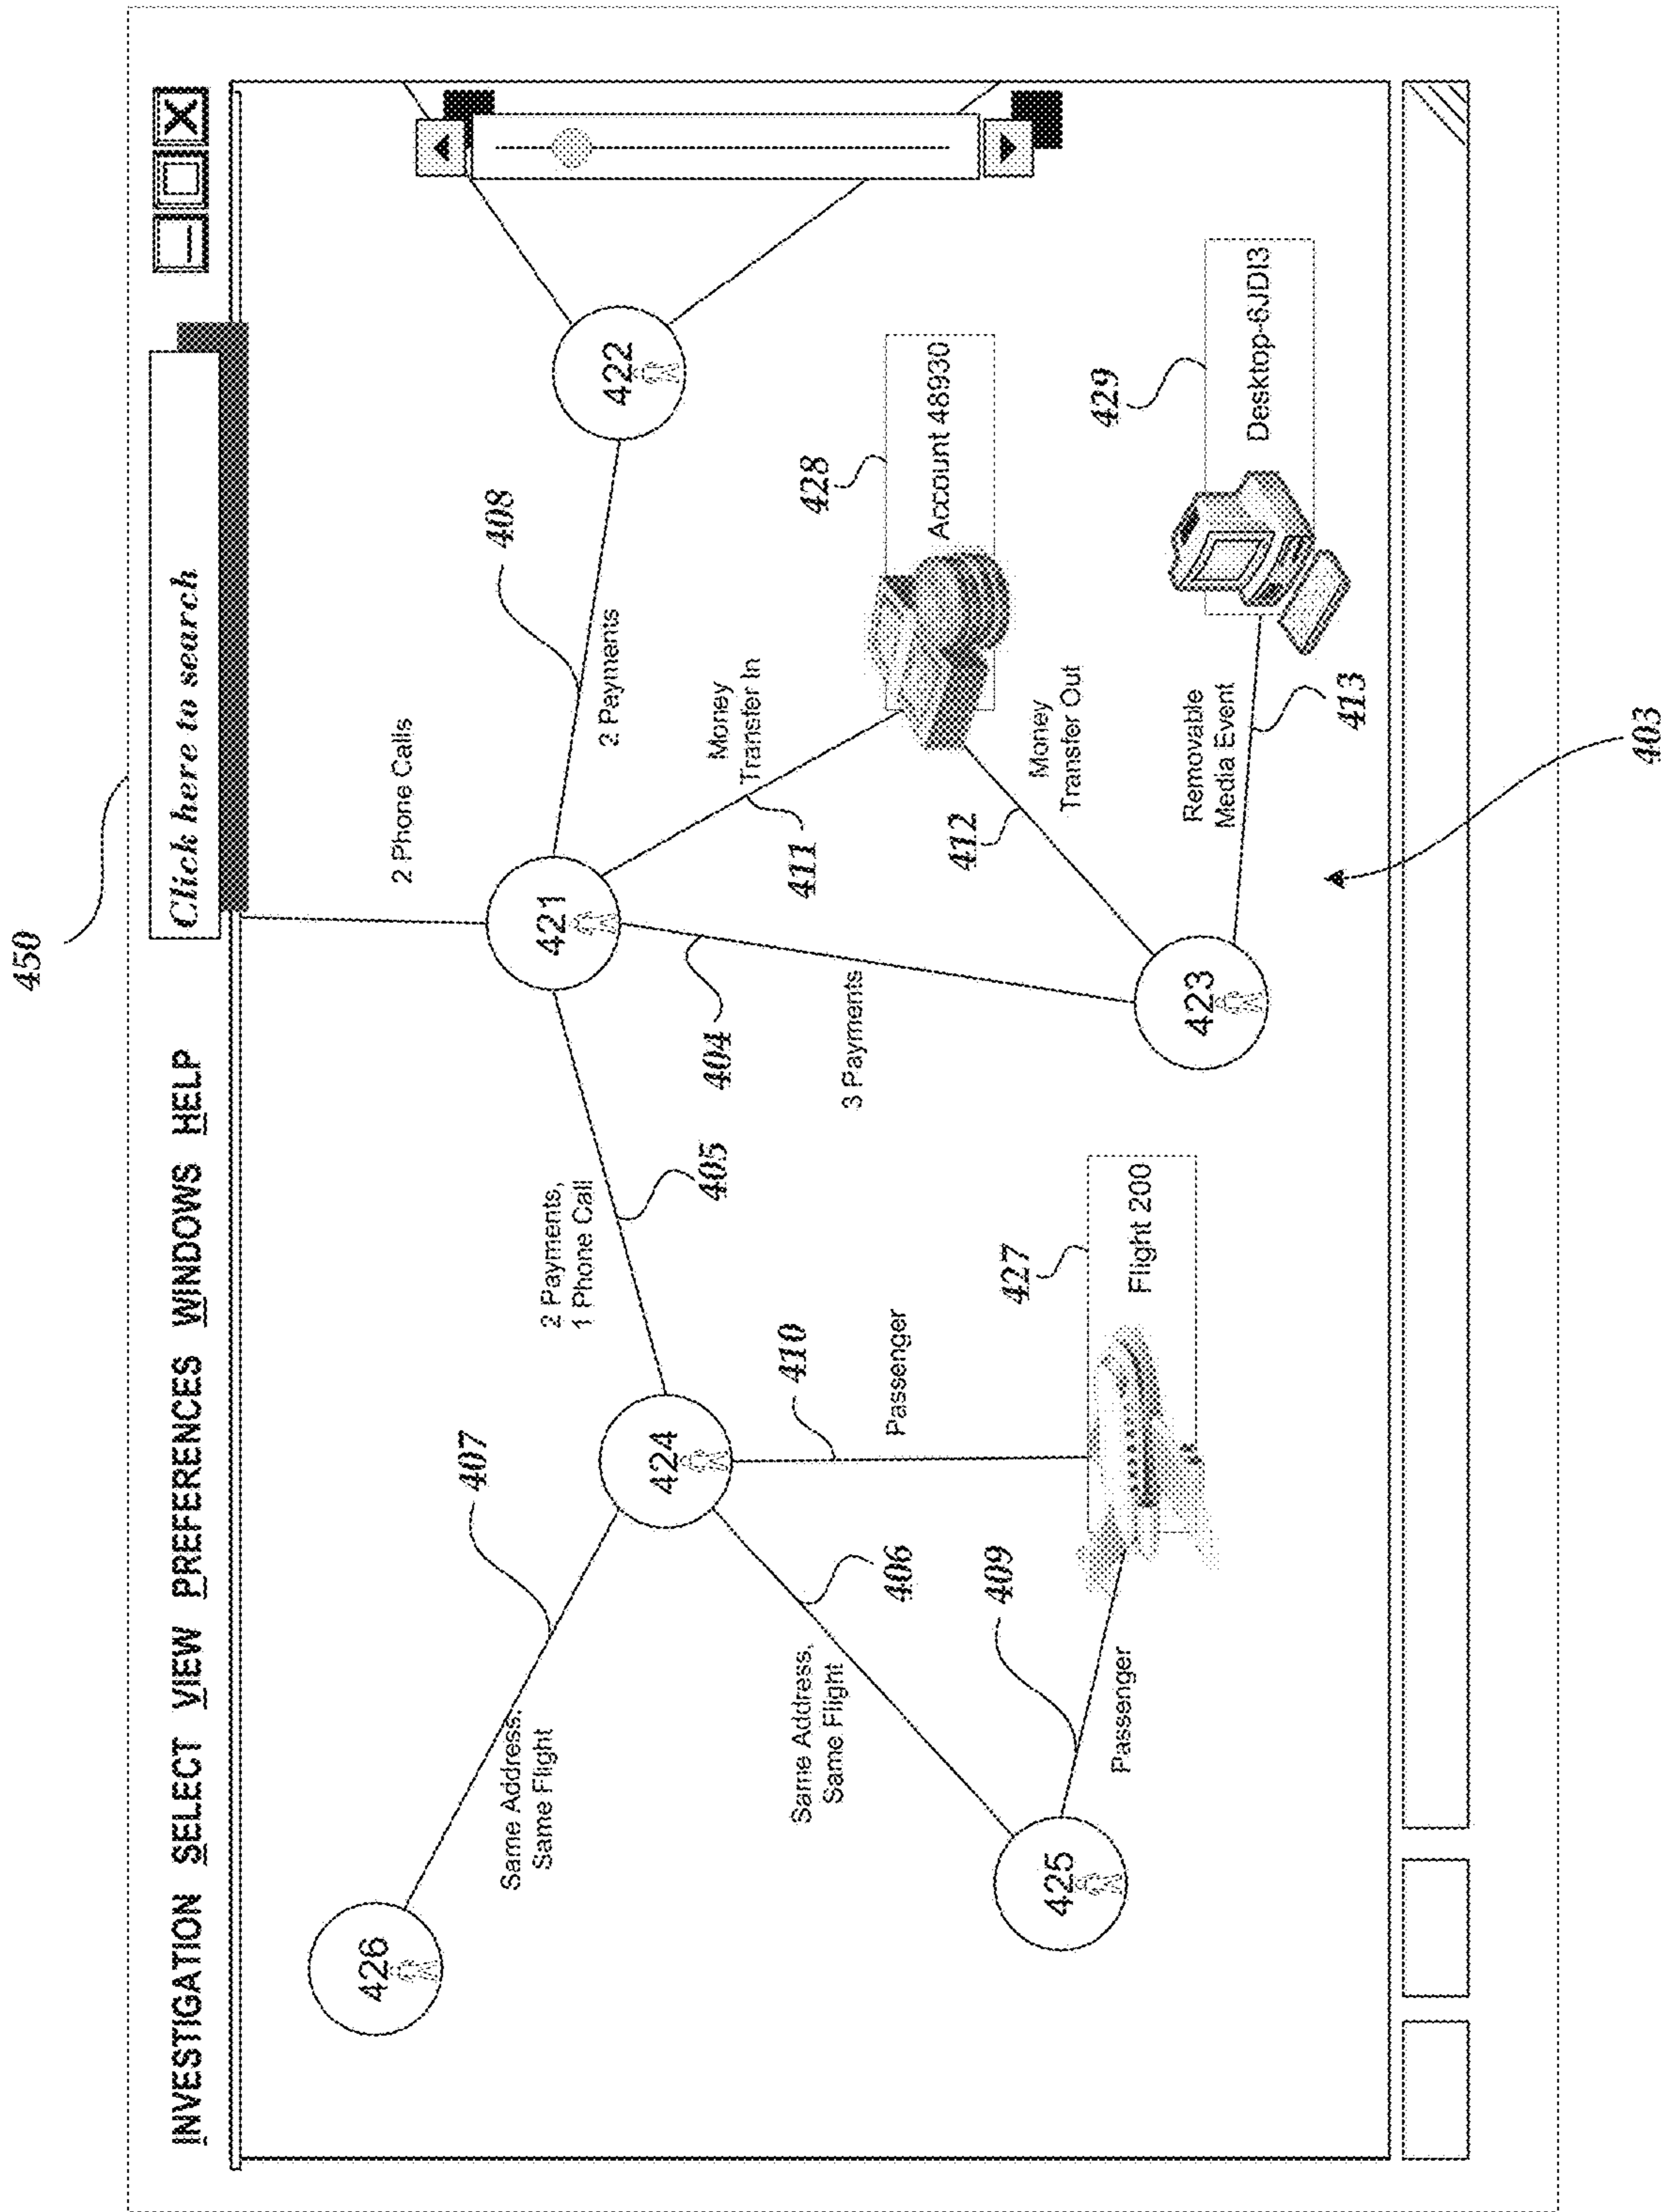 450
INVESTIGATION SELECT VIEW PREFERENCES WINDOWS HELP
Click here to search
426
407
Same Address,
Same Flight
2 Phone Calls
408
421
422
2 Payments,
1 Phone Call
405
2 Payments
424
404
Money
Transfer In
428
411
Account 48930
410
3 Payments
Passenger
406
Same Address,
Same Flight
412
Money
Transfer Out
409
427
429
425
Flight 200
Passenger
423
Removable
Media Event
Desktop-6JDI3
413
403